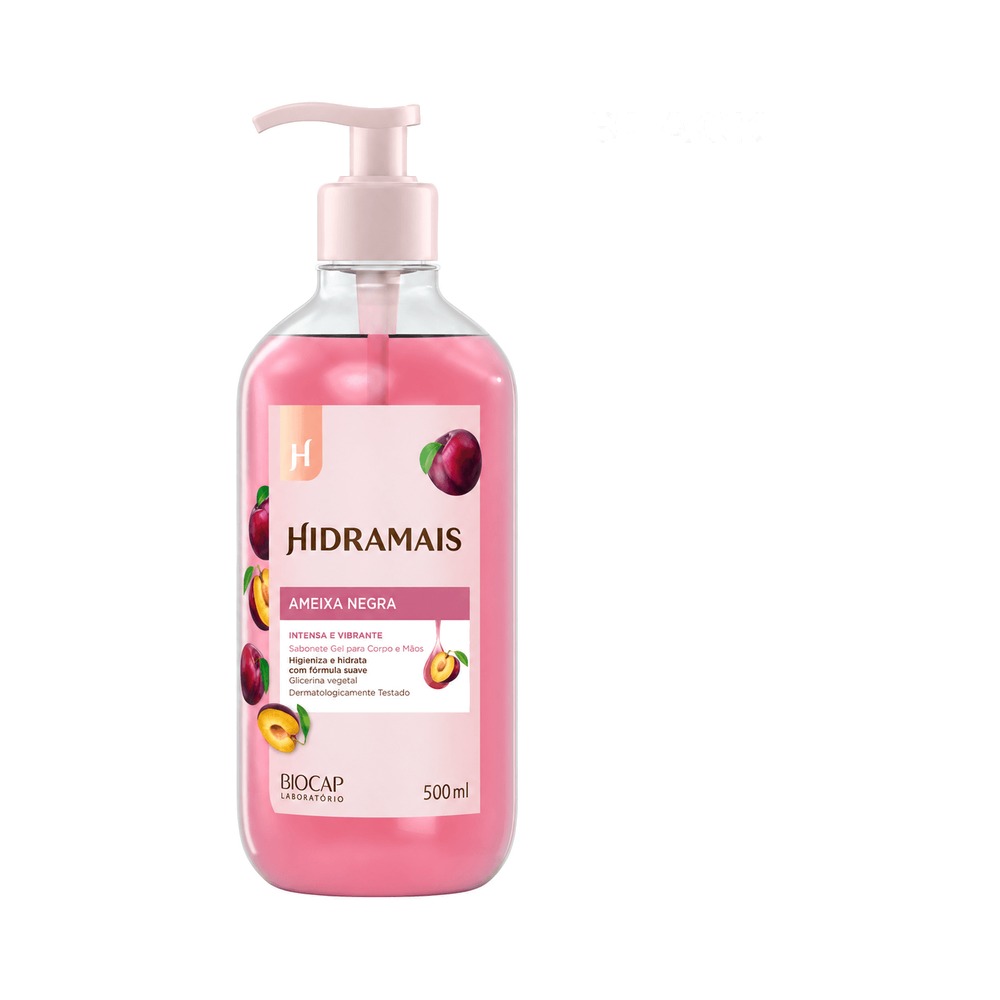 H
HIDRAMAIS
AMEIXA NEGRA
INTENSA E VIBRANTE
Sabonete Gel para Corpo e Mãos
Higieniza e hidrata
com fórmula suave
Glicerina vegetal
Dermatologicamente Testado
BIOCAP
LABORATÓRIO
500ml